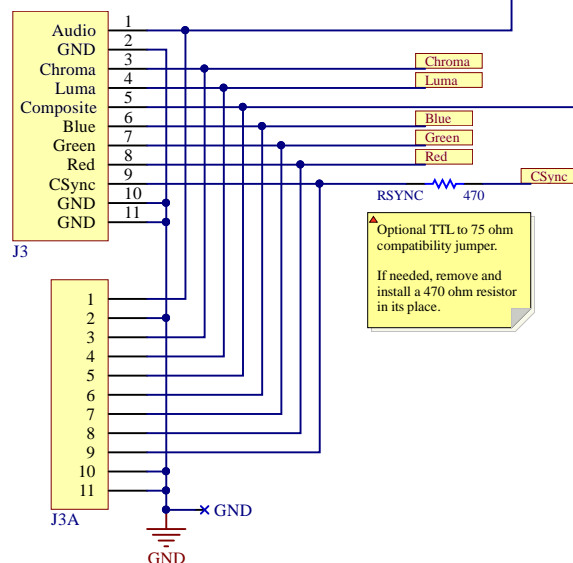 Audio 1
GND 2
Chroma 3
Luma 4
Composite 5
Blue 6
Green 7
Red 8
CSync 9
GND 10
GND 11
J3
Chroma
Luma
Blue
Green
Red
CSync
RSYNC 470
Optional TTL to 75 ohm
compatibility jumper.
If needed, remove and
install a 470 ohm resistor
in its place.
1
2
3
4
5
6
7
8
9
10
11
J3A
GND
GND